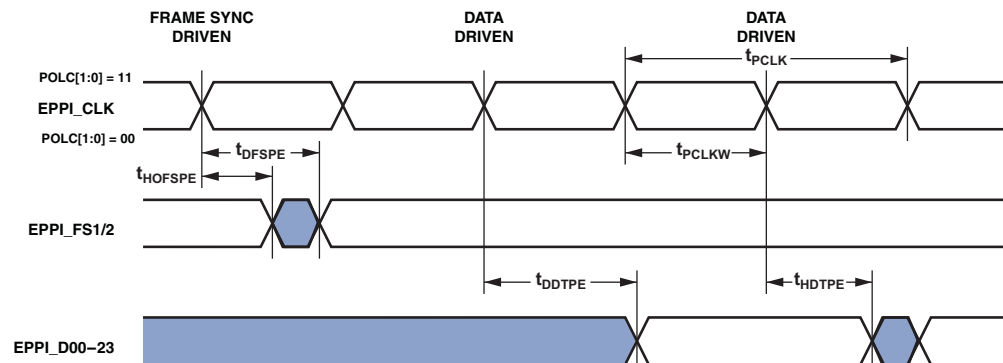 FRAME SYNC
DRIVEN
DATA
DRIVEN
DATA
DRIVEN
tPCLK
POLC[1:0] = 11
EPPI_CLK
POLC[1:0] = 00
tDFSPE
tPCLKW
tHOFSPE
EPPI_FS1/2
tDDTPE
tHDTPE
EPPI_D00–23